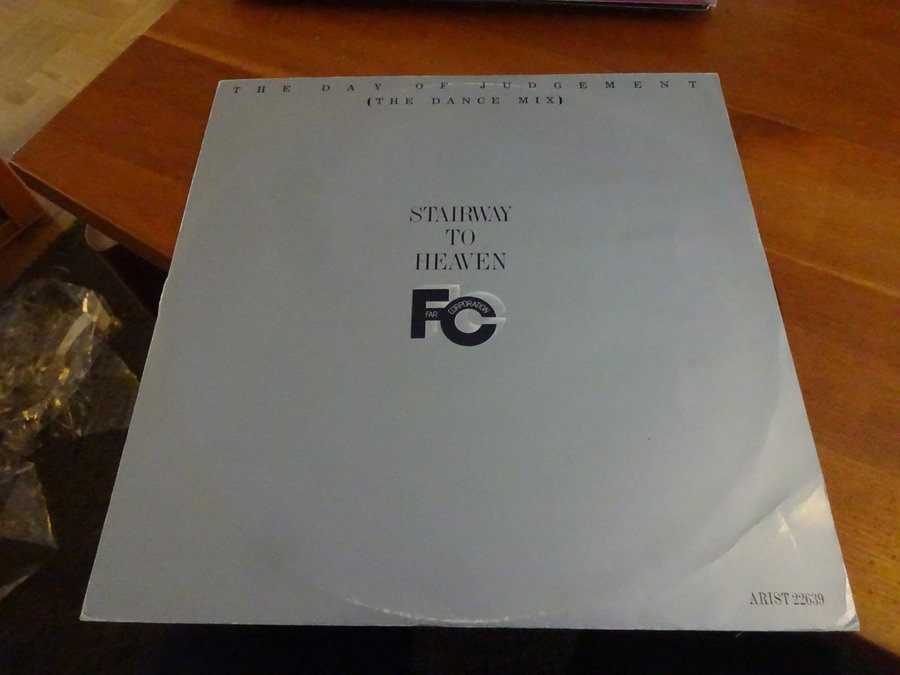 THE DAY OF JUDGEMENT
(THE DANCE MIX)
STAIRWAY
TO
HEAVEN
FC
FAR CORPORATION
ARIST 22639